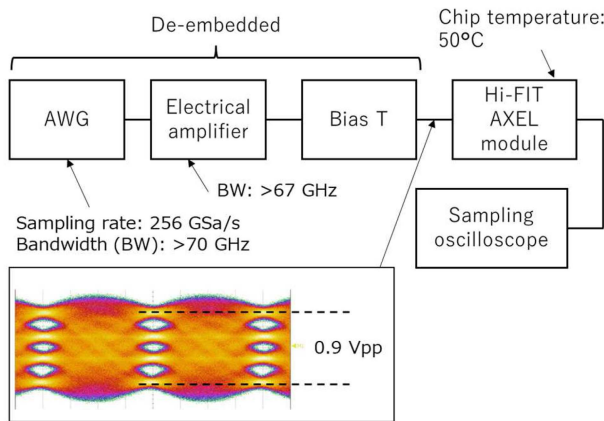 De-embedded
Chip temperature:
50°C
AWG
Electrical
amplifier
Bias T
Hi-FIT
AXEL
module
BW: >67 GHz
Sampling rate: 256 GSa/s
Bandwidth (BW): >70 GHz
Sampling
oscilloscope
0.9 Vpp